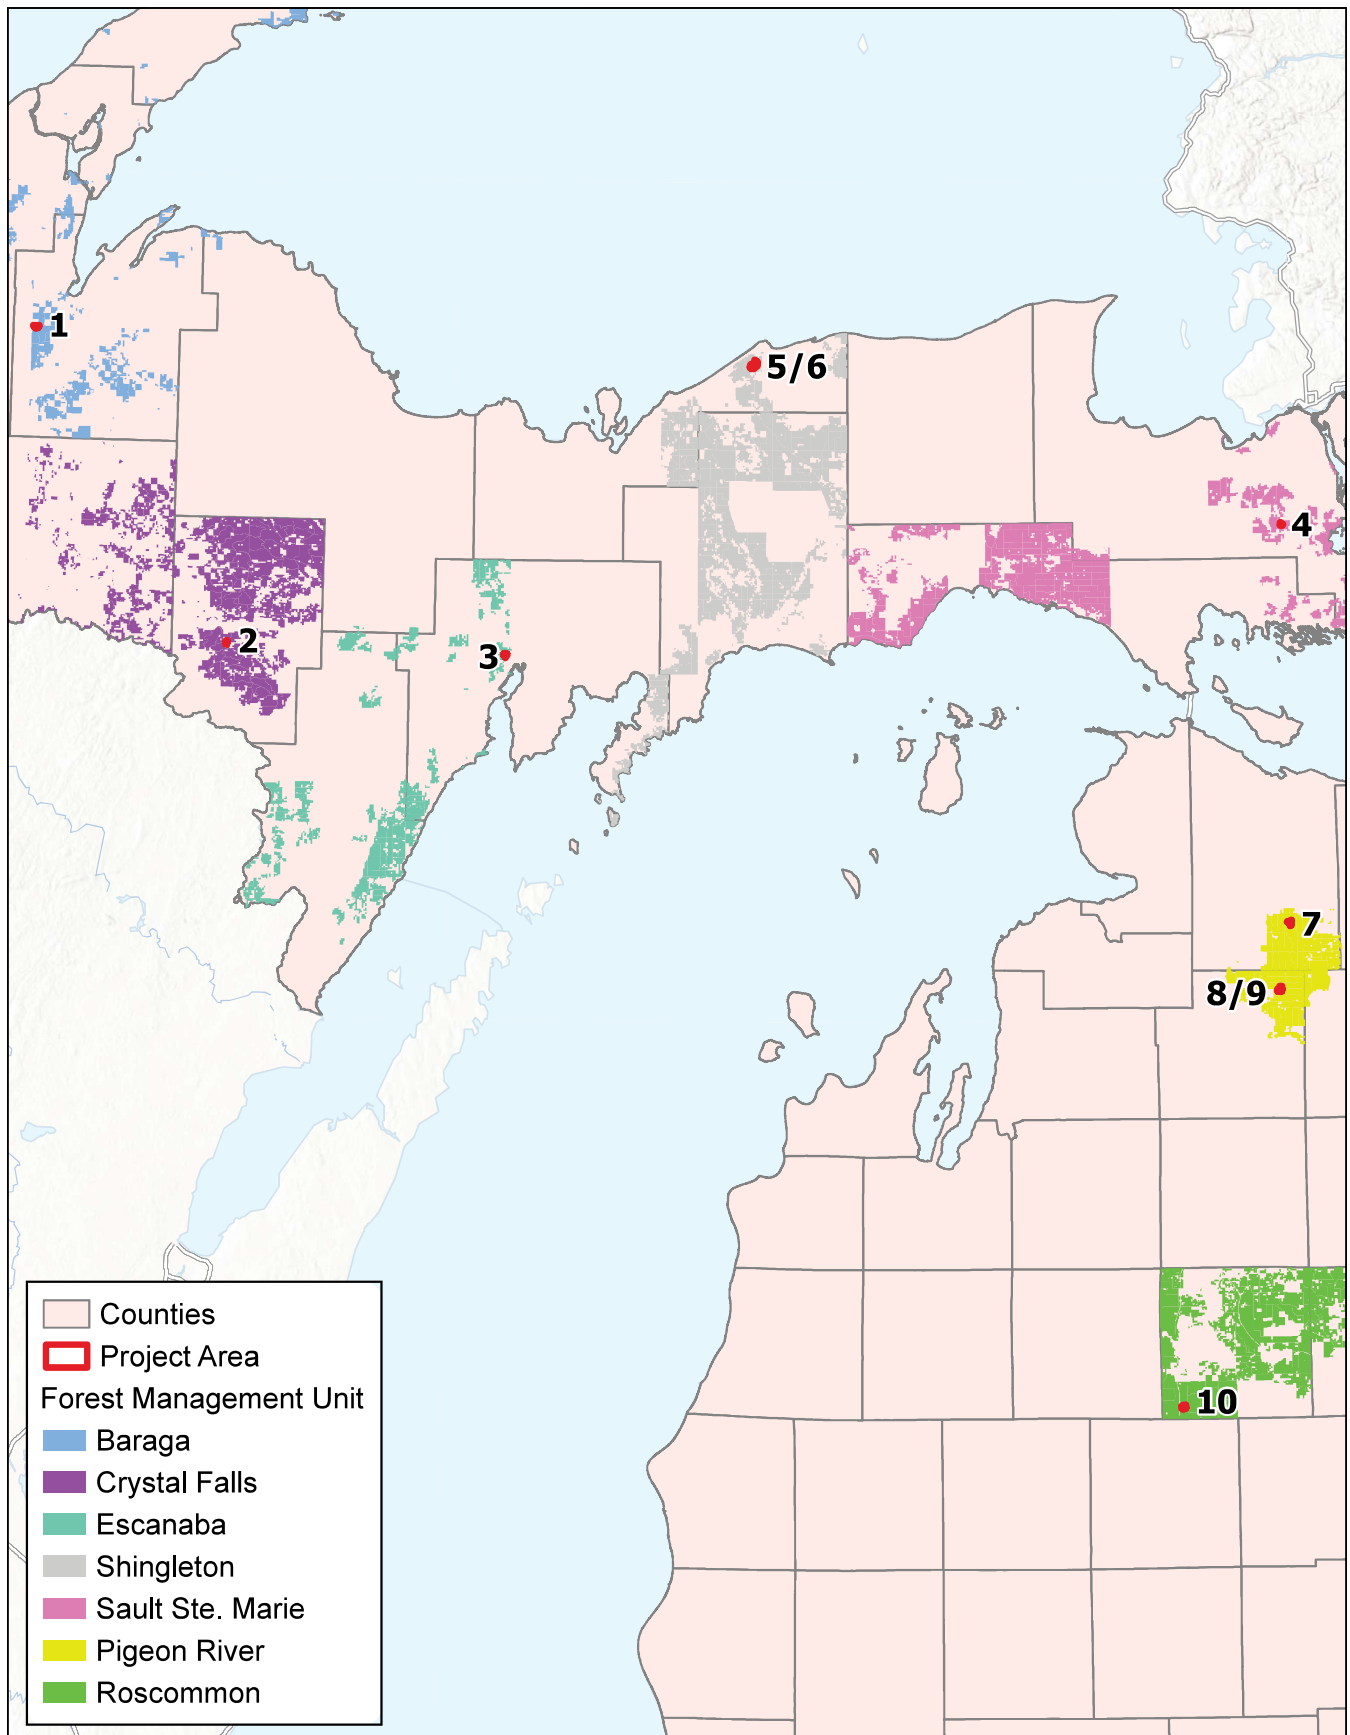 1
5/6
4
2
3
7
8/9
10
Counties
Project Area
Forest Management Unit
Baraga
Crystal Falls
Escanaba
Shingleton
Sault Ste. Marie
Pigeon River
Roscommon